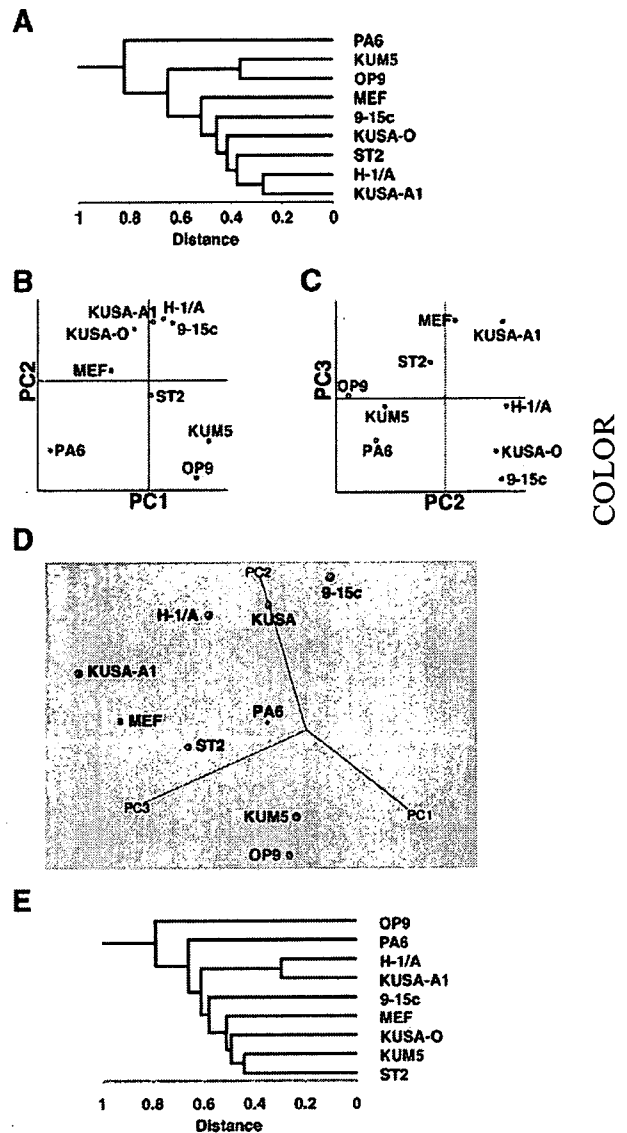 A
PA6
KUM5
OP9
MEF
9-15c
KUSA-O
ST2
H-1/A
KUSA-A1
1 0.8 0.6 0.4 0.2 0
Distance
B
KUSA-A1 H-1/A
KUSA-O 9-15c
MEF
ST2
KUM5
PA6
OP9
PC2
PC1
C
MEF KUSA-A1
ST2
OP9
KUM5 H-1/A
PA6 KUSA-O
9-15c
PC3
PC2
COLOR
D
PC2
9-15c
H-1/A KUSA
KUSA-A1
PA6
MEF
ST2
PC3 KUM5 PC1
OP9
E
OP9
PA6
H-1/A
KUSA-A1
9-15c
MEF
KUSA-O
KUM5
ST2
1 0.8 0.6 0.4 0.2 0
Distance